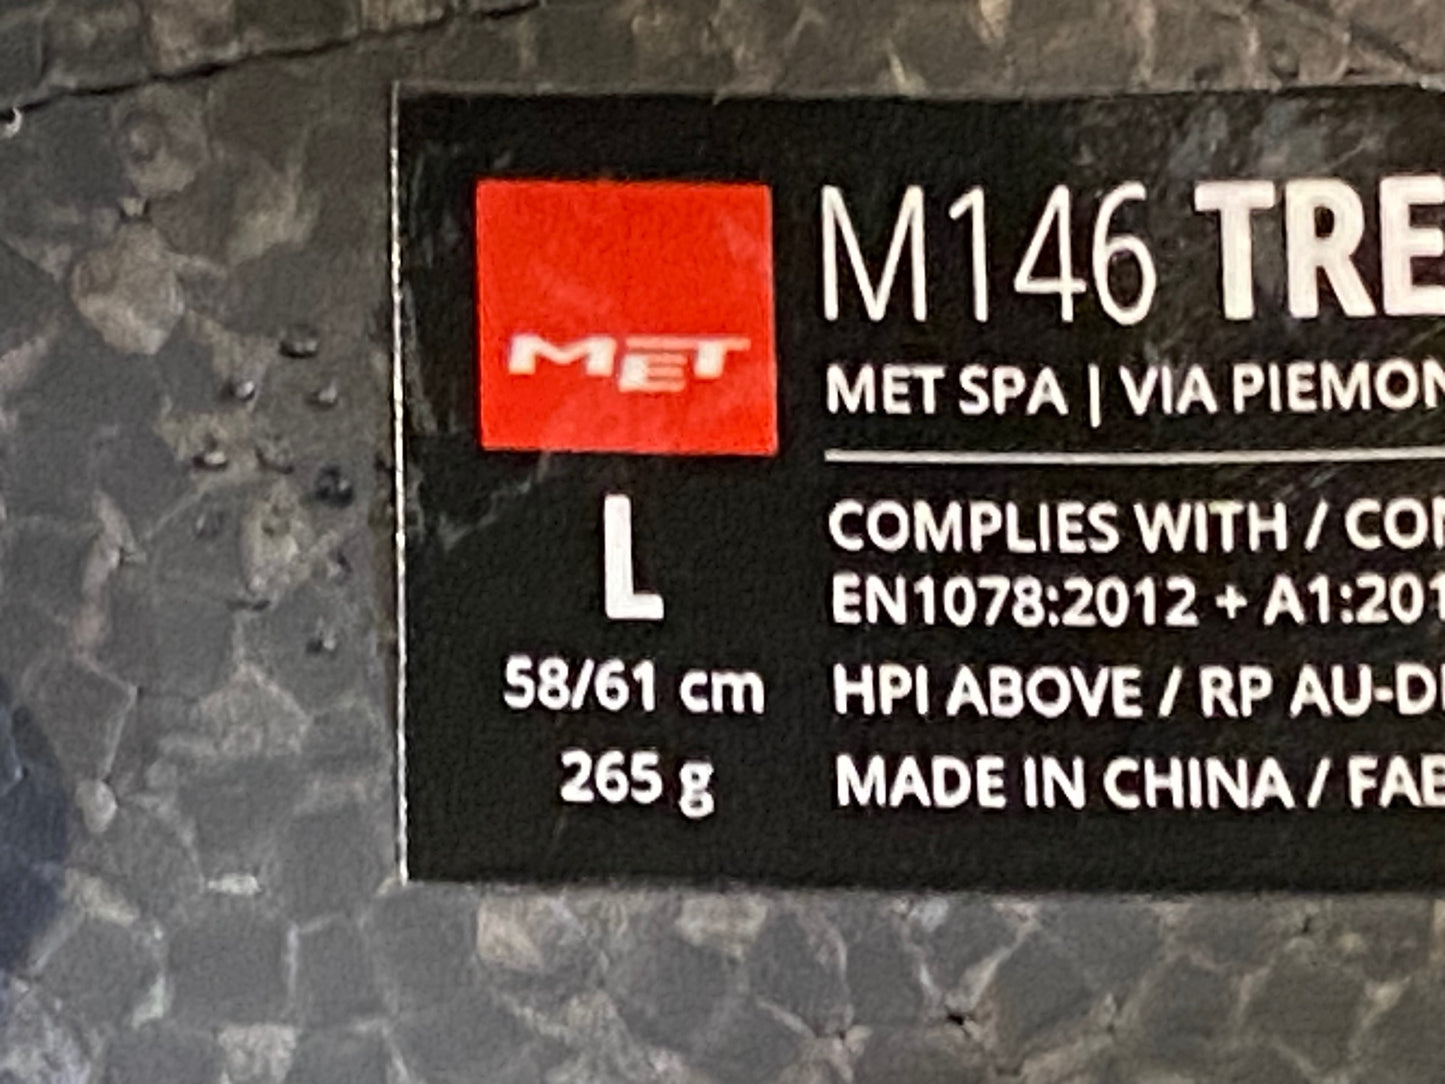 MET
L
58/61 cm
265 g
M146 TRE
MET SPA | VIA PIEMON
COMPLIES WITH / CON
EN1078:2012 + A1:201
HPI ABOVE / RP AU-D
MADE IN CHINA / FAB